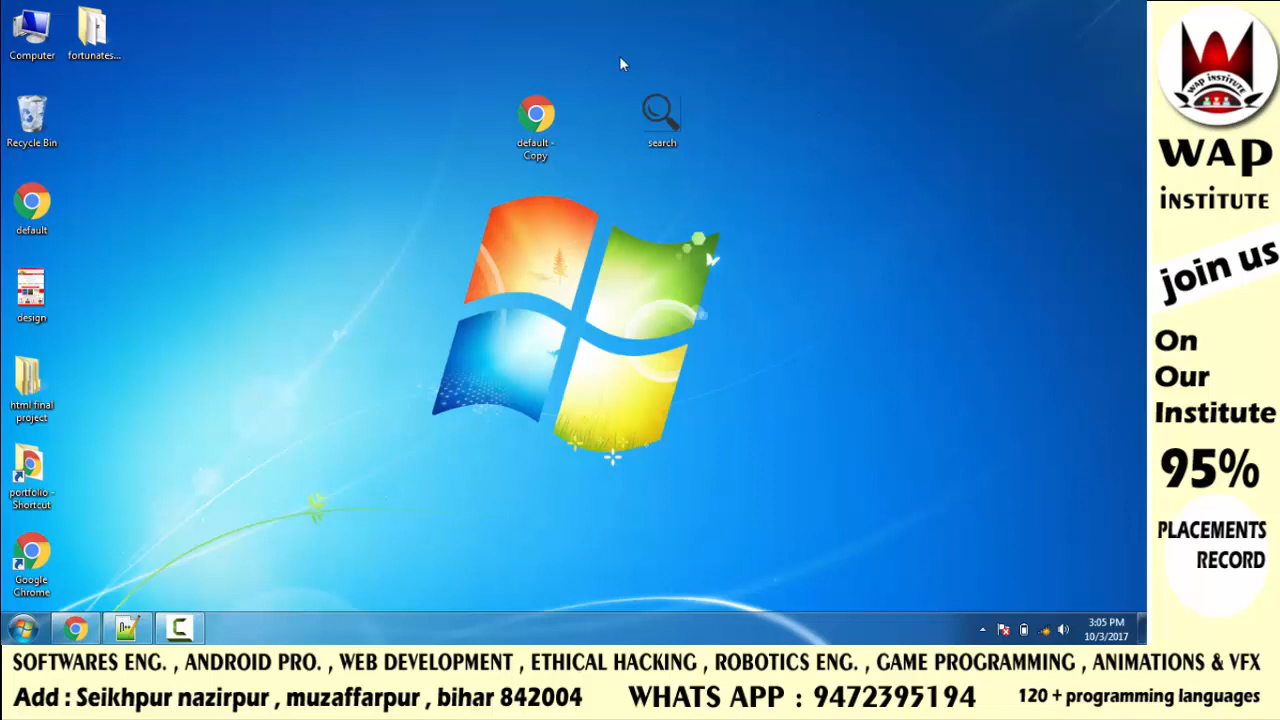 Computer
fortunates...
Recycle Bin
default -
Copy
search
default
design
html final
project
portfolio -
Shortcut
Google
Chrome
3:05 PM
10/3/2017
WAP INSTITUTE
WAP
INSTITUTE
join us
On
Our
Institute
95%
PLACEMENTS
RECORD
SOFTWARES ENG. , ANDROID PRO. , WEB DEVELOPMENT , ETHICAL HACKING , ROBOTICS ENG. , GAME PROGRAMMING , ANIMATIONS & VFX
Add : Seikhpur nazirpur , muzaffarpur , bihar 842004 WHATS APP : 9472395194 120 + programming languages